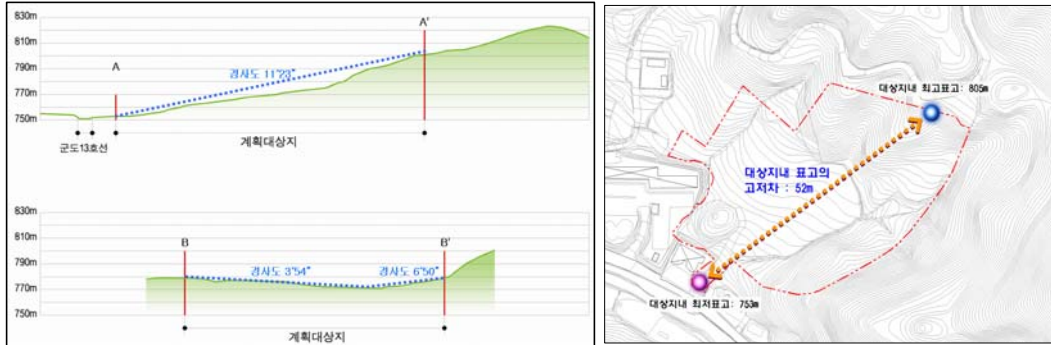 830m
810m
790m
770m
750m
A
A'
경사도 11°23"
군도13호선
계획대상지
830m
810m
790m
770m
750m
B
B'
경사도 3°54"
경사도 6°50"
계획대상지
대상지내 최고표고: 805m
대상지내 표고의
고저차 : 52m
대상지내 최저표고: 753m